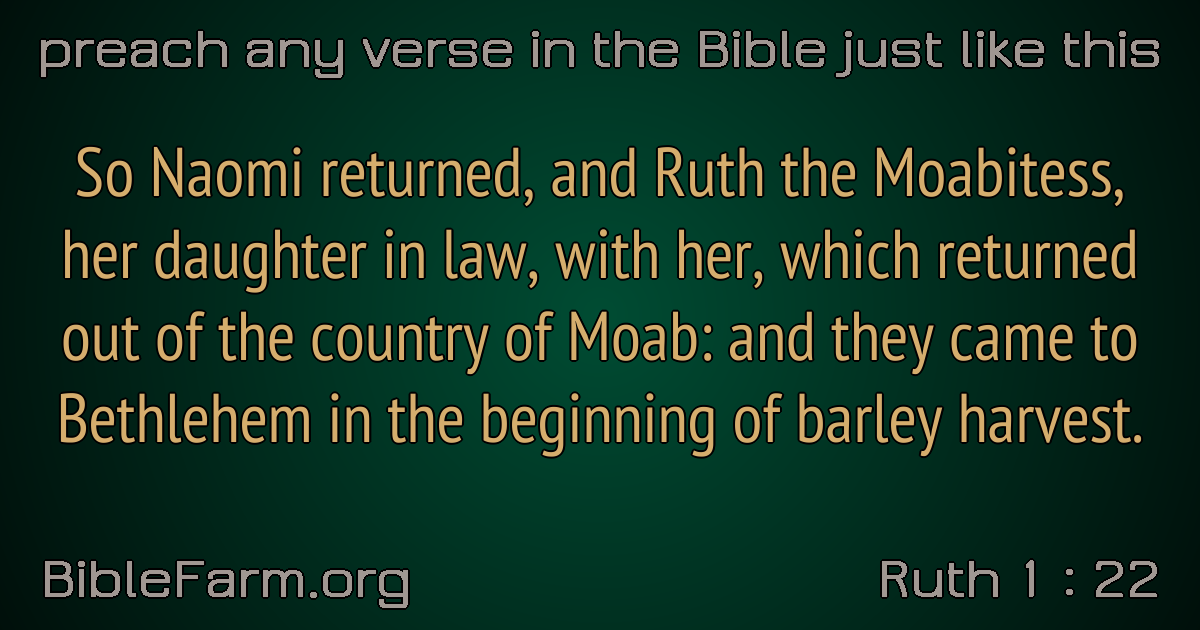 preach any verse in the Bible just like this
So Naomi returned, and Ruth the Moabitess,
her daughter in law, with her, which returned
out of the country of Moab: and they came to
Bethlehem in the beginning of barley harvest.
BibleFarm.org
Ruth 1 : 22